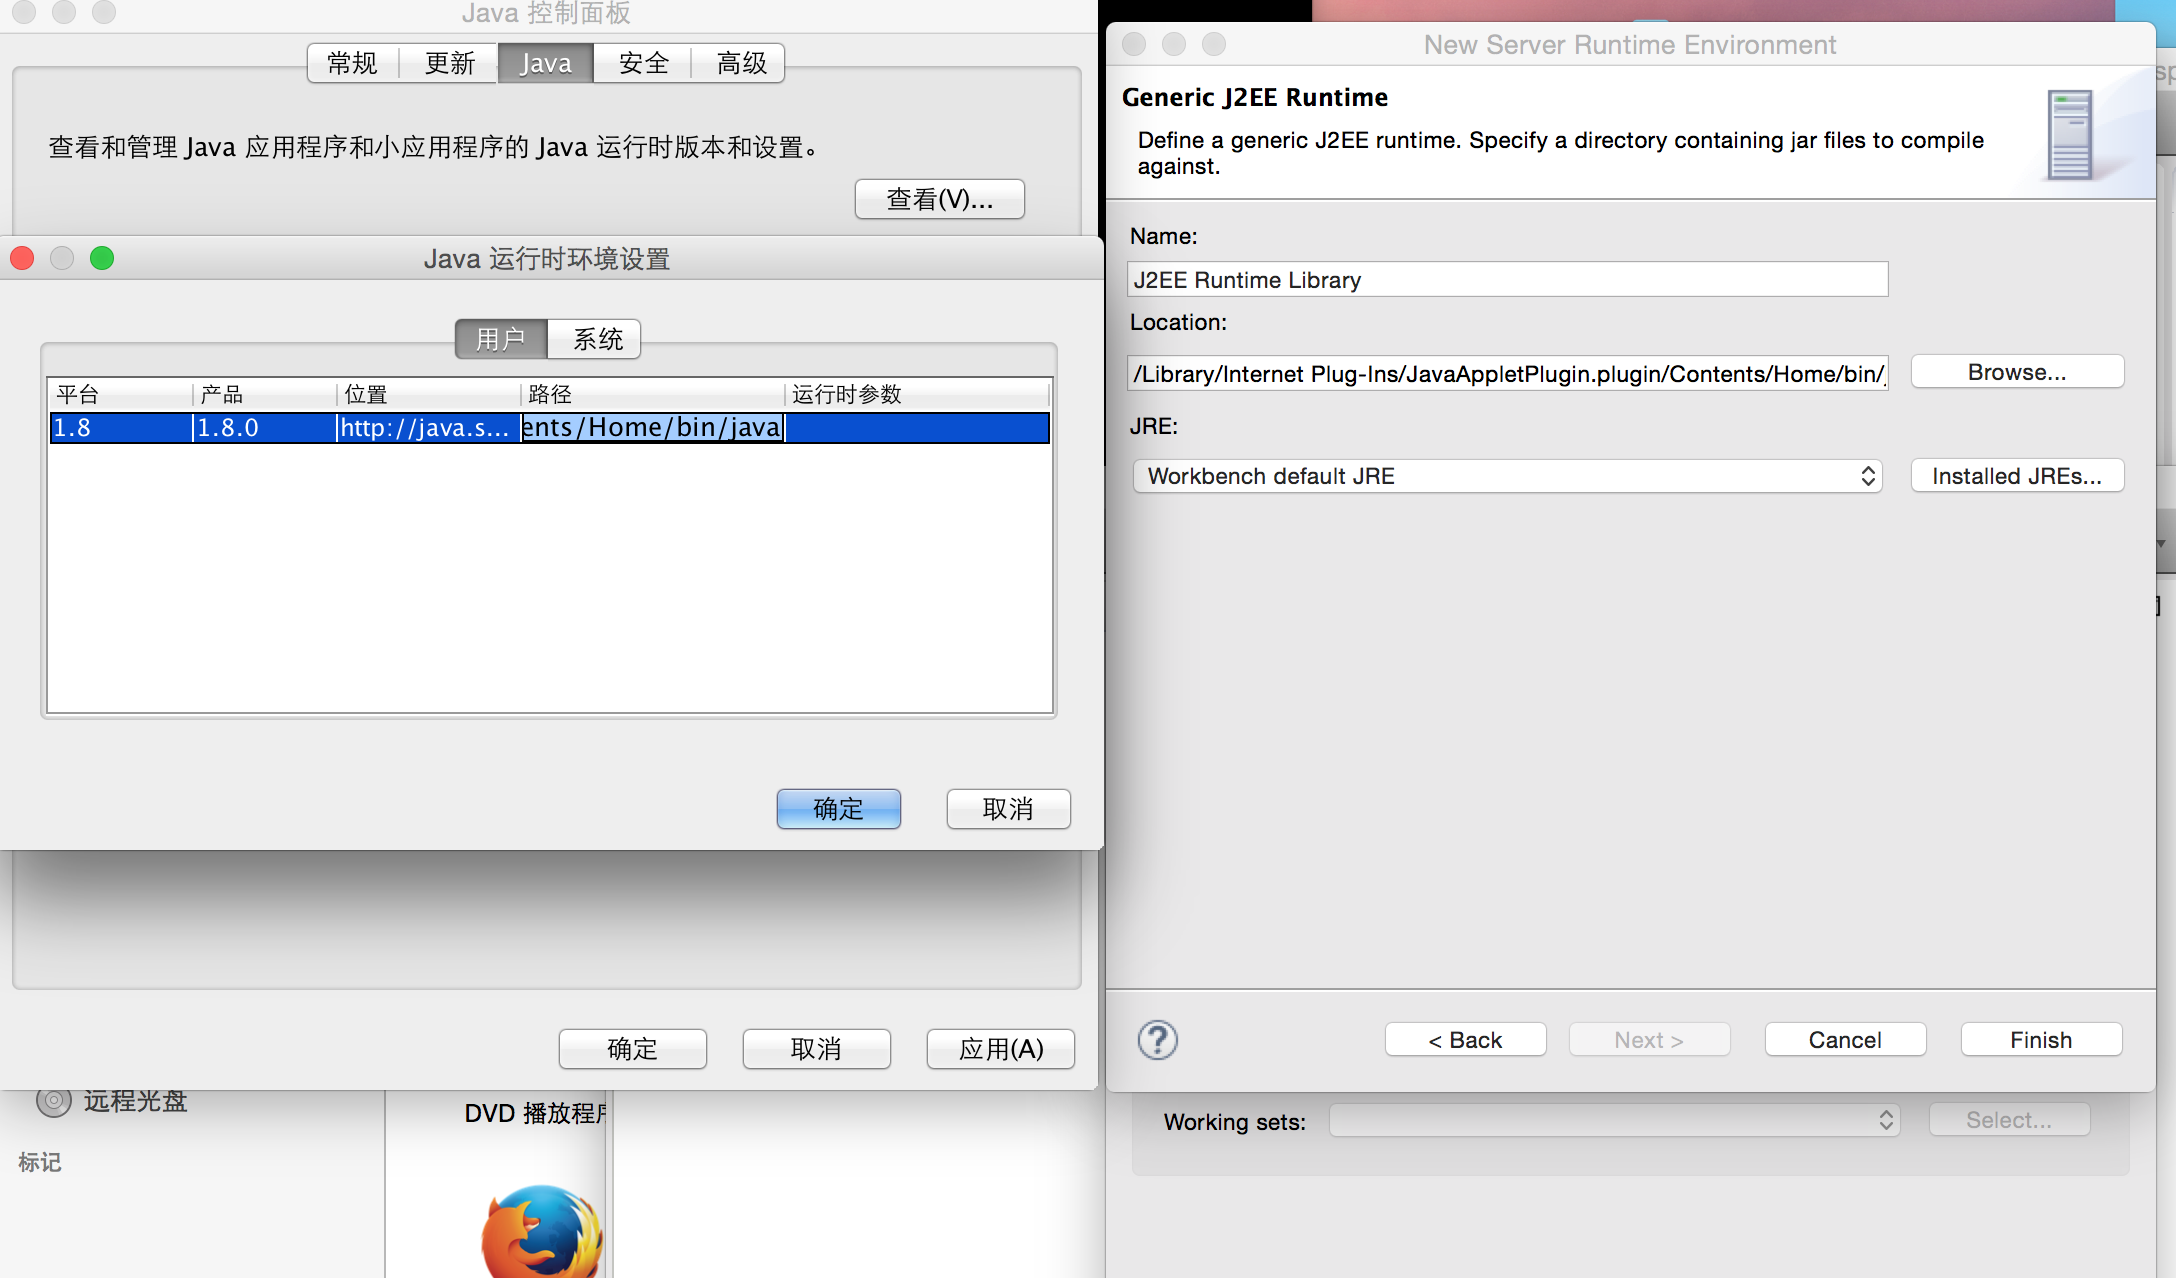 Java 控制面板
常规 更新 Java 安全 高级
查看和管理 Java 应用程序和小应用程序的 Java 运行时版本和设置。
查看(V)...
Java 运行时环境设置
用户 系统
平台 产品 位置 路径 运行时参数
1.8 1.8.0 http://java.s... ents/Home/bin/java
确定 取消
确定 取消 应用(A)
远程光盘
标记
DVD 播放程序
New Server Runtime Environment
Generic J2EE Runtime
Define a generic J2EE runtime. Specify a directory containing jar files to compile
against.
Name:
J2EE Runtime Library
Location:
/Library/Internet Plug-Ins/JavaAppletPlugin.plugin/Contents/Home/bin/
Browse...
JRE:
Workbench default JRE
Installed JREs...
? < Back Next > Cancel Finish
Working sets: Select...
sp